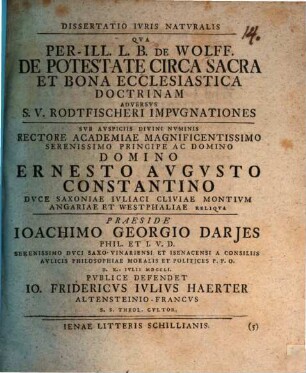 14.
DISSERTATIO IVRIS NATVRALIS
QVA
PER-ILL. L. B. DE WOLFF.
DE POTESTATE CIRCA SACRA
ET BONA ECCLESIASTICA
DOCTRINAM
ADVERSVS
S. V. RODTFISCHERI IMPVGNATIONES
SVB AVSPICIIS DIVINI NVMINIS
RECTORE ACADEMIAE MAGNIFICENTISSIMO
SERENISSIMO PRINCIPE AC DOMINO
DOMINO
ERNESTO AVGVSTO
CONSTANTINO
DVCE SAXONIAE IVLIACI CLIVIAE MONTIVM
ANGARIAE ET WESTPHALIAE RELIQVA
PRAESIDE
IOACHIMO GEORGIO DARJES
PHIL. ET I. V. D.
SERENISSIMO DVCI SAXO-VINARIENSI ET ISENACENSI A CONSILIIS
AVLICIS PHILOSOPHIAE MORALIS ET POLITICES P. P. O.
D. X. IVLII MDCCLI.
PVBLICE DEFENDET
IO. FRIDERICVS IVLIVS HAERTER
ALTENSTEINIO-FRANCVS
S. S. THEOL. CVLTOR.
IENAE LITTERIS SCHILLIANIS.
(5)